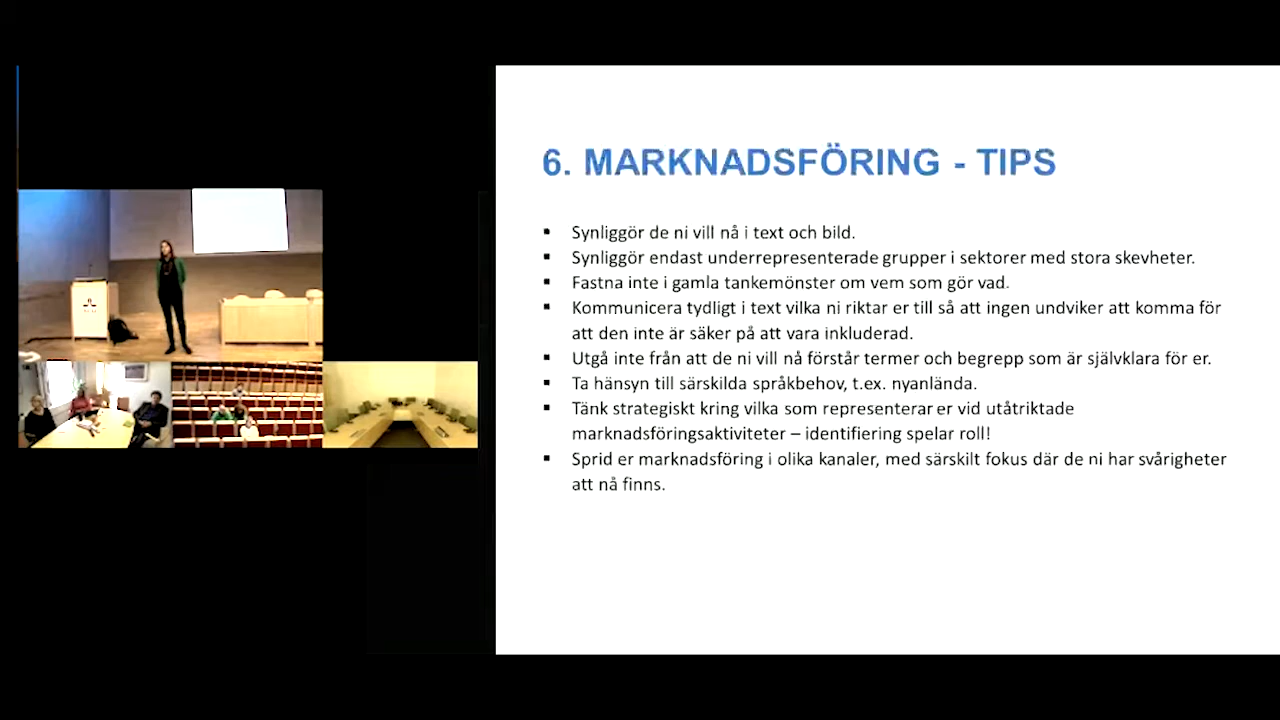 6. MARKNADSFÖRING - TIPS
▪ Synliggör de ni vill nå i text och bild.
▪ Synliggör endast underrepresenterade grupper i sektorer med stora skevheter.
▪ Fastna inte i gamla tankemönster om vem som gör vad.
▪ Kommunicera tydligt i text vilka ni riktar er till så att ingen undviker att komma för
att den inte är säker på att vara inkluderad.
▪ Utgå inte från att de ni vill nå förstår termer och begrepp som är självklara för er.
▪ Ta hänsyn till särskilda språkbehov, t.ex. nyanlända.
▪ Tänk strategiskt kring vilka som representerar er vid utåtriktade
marknadsföringsaktiviteter – identifiering spelar roll!
▪ Sprid er marknadsföring i olika kanaler, med särskilt fokus där de ni har svårigheter
att nå finns.